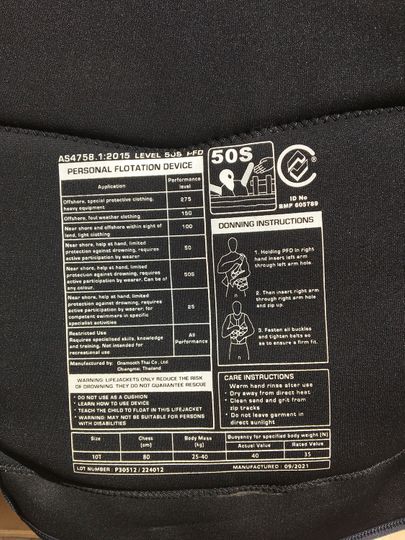 AS4758.1:2015 LEVEL 50S PFD
PERSONAL FLOTATION DEVICE
Application
Performance level
Offshore, special protective clothing, heavy equipment
275
Offshore, foul weather clothing
150
Near shore and offshore within sight of land, light clothing
100
Near shore, help at hand, limited protection against drowning, requires active participation by wearer
50
Near shore, help at hand, limited protection against drowning, requires active participation by wearer. Can be of any colour.
50S
Near shore, help at hand, limited protection against drowning, requires active participation by wearer: for competent swimmers in specific specialist activities
25
Restricted Use
Requires specialised skills, knowledge and training. Not intended for recreational use
All Performance
Manufactured by: Gramooth Thai Co., Ltd.
Changmai, Thailand
WARNING: LIFEJACKETS ONLY REDUCE THE RISK OF DROWNING. THEY DO NOT GUARANTEE RESCUE
• DO NOT USE AS A CUSHION
• LEARN HOW TO USE DEVICE
• TEACH THE CHILD TO FLOAT IN THIS LIFEJACKET
• WARNING: MAY NOT BE SUITABLE FOR PERSONS WITH DISABILITIES
50S
®
ID No
BMP 605789
DONNING INSTRUCTIONS
1. Holding PFD in right hand insert left arm through left arm hole.
2. Then insert right arm through right arm hole and zip up.
3. Fasten all buckles and tighten belts so as to ensure a firm fit.
CARE INSTRUCTIONS
• Warm hand rinse after use
• Dry away from direct heat
• Clean sand and grit from zip tracks
• Do not leave garment in direct sunlight
Size
Chest (cm)
Body Mass (kg)
Buoyancy for specified body weight [N]
Actual Value
Rated Value
10T
80
25-40
40
35
LOT NUMBER : P30512 / 224012
MANUFACTURED : 09/2021